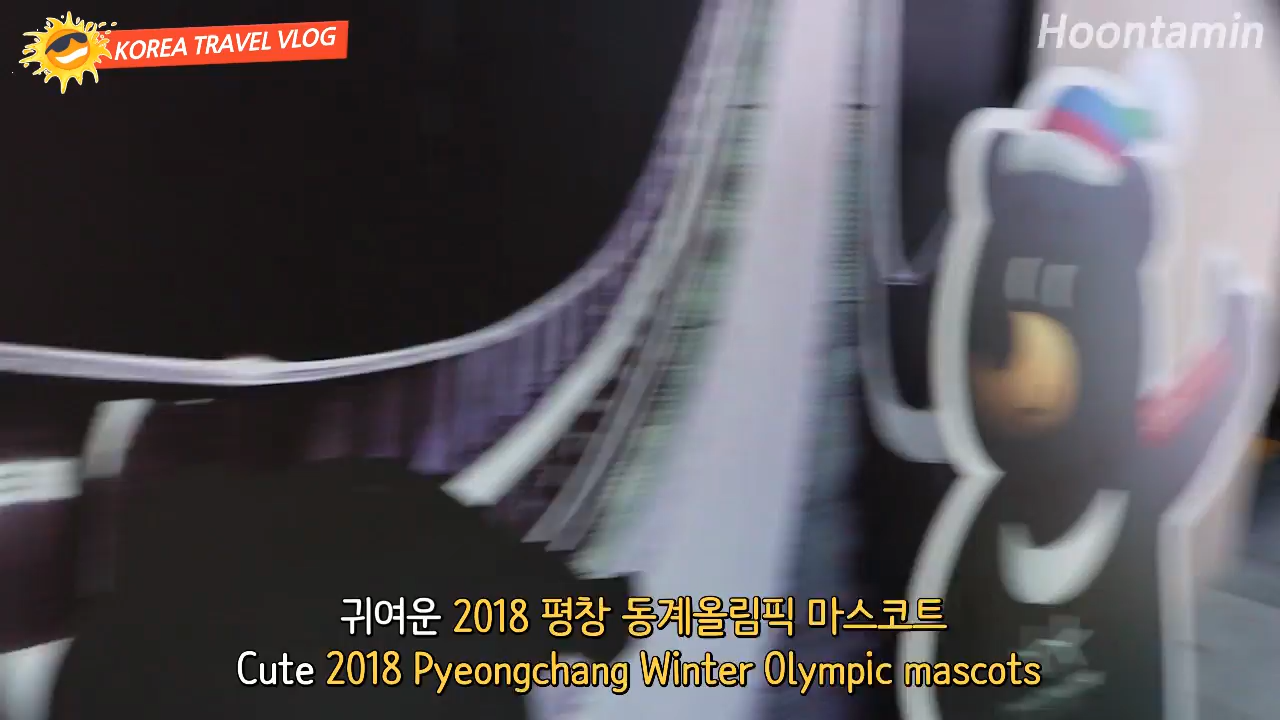 KOREA TRAVEL VLOG
Hoontamin
귀여운 2018 평창 동계올림픽 마스코트
Cute 2018 Pyeongchang Winter Olympic mascots